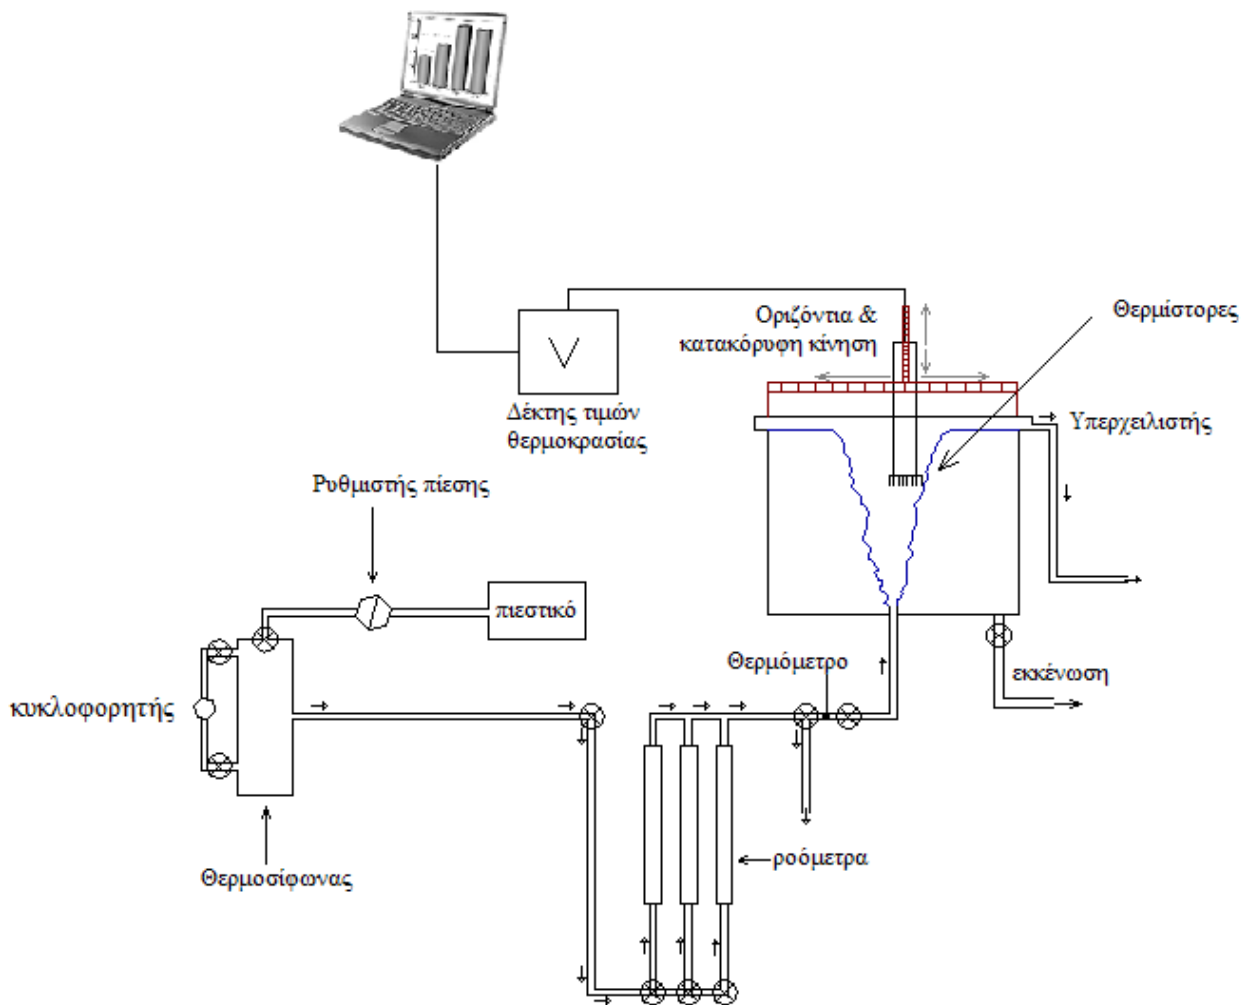 Οριζόντια &
κατακόρυφη κίνηση
Θερμίστορες
Δέκτης τιμών
θερμοκρασίας
Υπερχειλιστής
Ρυθμιστής πίεσης
πιεστικό
Θερμόμετρο
εκκένωση
κυκλοφορητής
ροόμετρα
Θερμοσίφωνας